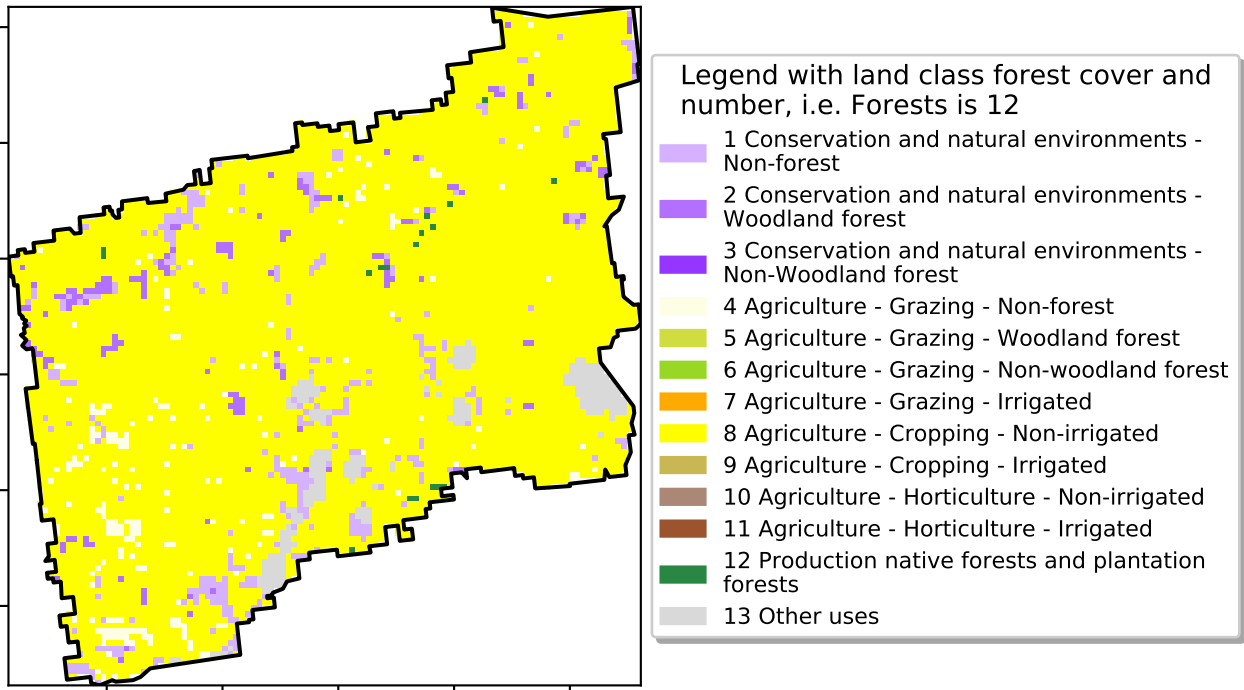 Legend with land class forest cover and
number, i.e. Forests is 12
1 Conservation and natural environments -
Non-forest
2 Conservation and natural environments -
Woodland forest
3 Conservation and natural environments -
Non-Woodland forest
4 Agriculture - Grazing - Non-forest
5 Agriculture - Grazing - Woodland forest
6 Agriculture - Grazing - Non-woodland forest
7 Agriculture - Grazing - Irrigated
8 Agriculture - Cropping - Non-irrigated
9 Agriculture - Cropping - Irrigated
10 Agriculture - Horticulture - Non-irrigated
11 Agriculture - Horticulture - Irrigated
12 Production native forests and plantation
forests
13 Other uses